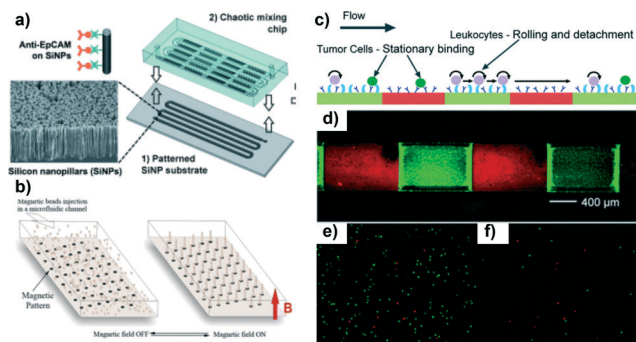 a)
Anti-EpCAM
on SiNPs
2) Chaotic mixing
chip
Silicon nanopillars (SiNPs)
1) Patterned
SiNP substrate
b)
Magnetic beads injection
in a microfluidic channel
Magnetic
Pattern
B
Magnetic field OFF
Magnetic field ON
c)
Flow
Leukocytes - Rolling and detachment
Tumor Cells - Stationary binding
d)
400 µm
e)
f)